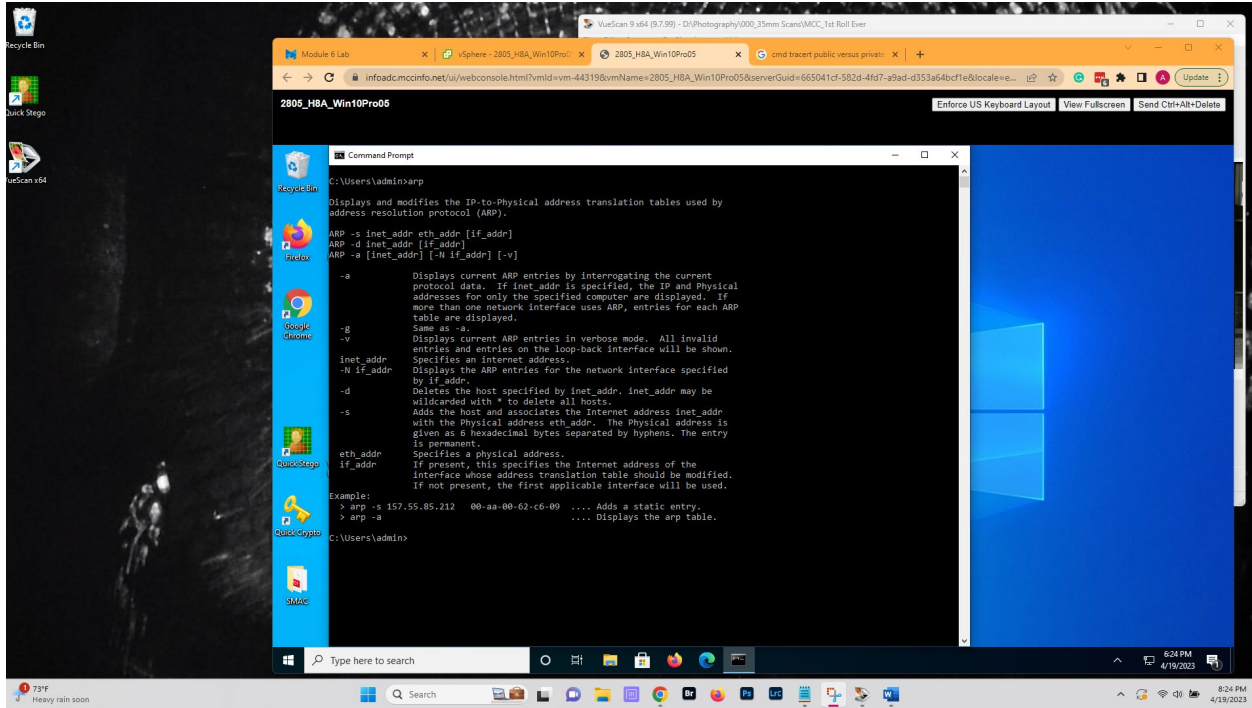 Recycle Bin
Quick Stego
VueScan x64
VueScan 9 x64 (9.7.99) - D:\Photography\000_35mm Scans\MCC_1st Roll Ever
Module 6 Lab
vSphere - 2805_H8A_Win10Pro0
2805_H8A_Win10Pro05
cmd tracert public versus private
infoadc.mccinfo.net/ui/webconsole.html?vmId=vm-44319&vmName=2805_H8A_Win10Pro05&serverGuid=665041cf-582d-4fd7-a9ad-d353a64bcf1e&locale=e...
A
Update
2805_H8A_Win10Pro05
Enforce US Keyboard Layout
View Fullscreen
Send Ctrl+Alt+Delete
Recycle Bin
Firefox
Google
Chrome
Quick Stego
Quick Crypto
SMAC
Command Prompt
C:\Users\admin>arp
Displays and modifies the IP-to-Physical address translation tables used by
address resolution protocol (ARP).
ARP -s inet_addr eth_addr [if_addr]
ARP -d inet_addr [if_addr]
ARP -a [inet_addr] [-N if_addr] [-v]
-a Displays current ARP entries by interrogating the current
protocol data. If inet_addr is specified, the IP and Physical
addresses for only the specified computer are displayed. If
more than one network interface uses ARP, entries for each ARP
table are displayed.
-g Same as -a.
-v Displays current ARP entries in verbose mode. All invalid
entries and entries on the loop-back interface will be shown.
inet_addr Specifies an internet address.
-N if_addr Displays the ARP entries for the network interface specified
by if_addr.
-d Deletes the host specified by inet_addr. inet_addr may be
wildcarded with * to delete all hosts.
-s Adds the host and associates the Internet address inet_addr
with the Physical address eth_addr. The Physical address is
given as 6 hexadecimal bytes separated by hyphens. The entry
is permanent.
eth_addr Specifies a physical address.
if_addr If present, this specifies the Internet address of the
interface whose address translation table should be modified.
If not present, the first applicable interface will be used.
Example:
> arp -s 157.55.85.212 00-aa-00-62-c6-09 .... Adds a static entry.
> arp -a .... Displays the arp table.
C:\Users\admin>
Type here to search
6:24 PM
4/19/2023
1
73°F
Heavy rain soon
Search
Br
Ps
LrC
8:24 PM
4/19/2023